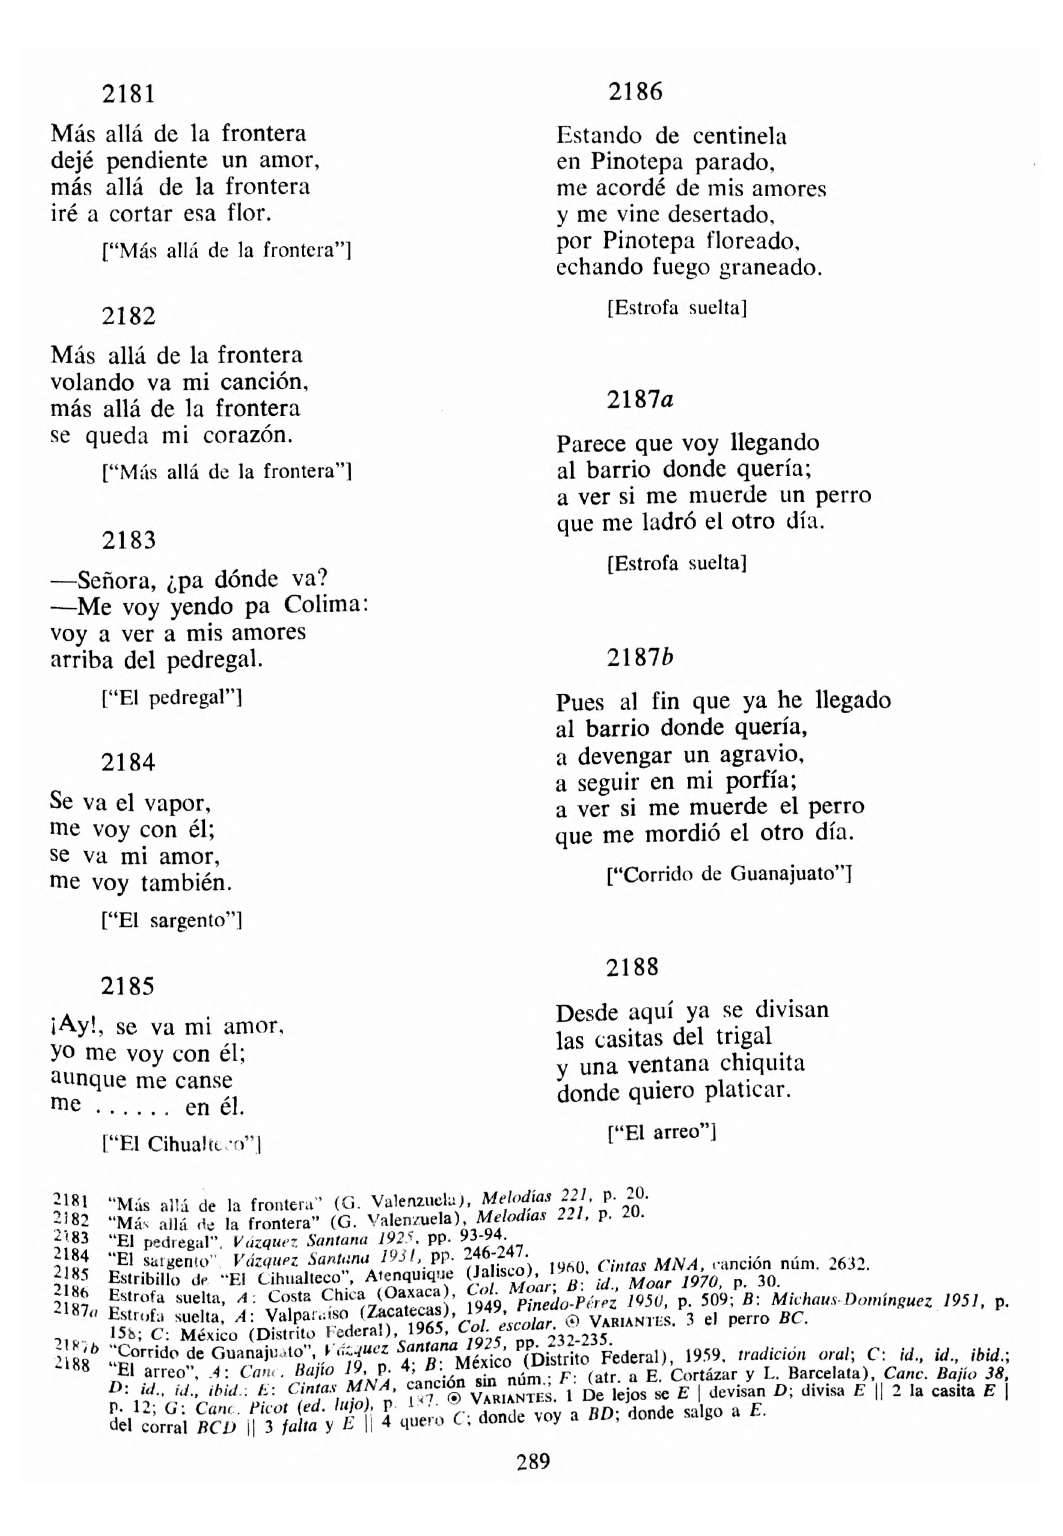 2181
Más allá de la frontera
dejé pendiente un amor,
más allá de la frontera
iré a cortar esa flor.
[“Más allá de la frontera”]
2182
Más allá de la frontera
volando va mi canción,
más allá de la frontera
se queda mi corazón.
[“Más allá de la frontera”]
2183
—Señora, ¿pa dónde va?
—Me voy yendo pa Colima:
voy a ver a mis amores
arriba del pedregal.
[“El pedregal”]
2184
Se va el vapor,
me voy con él;
se va mi amor,
me voy también.
[“El sargento”]
2185
¡Ay!, se va mi amor,
yo me voy con él;
aunque me canse
me . . . . . . en él.
[“El Cihualteco”]
2186
Estando de centinela
en Pinotepa parado,
me acordé de mis amores
y me vine desertado,
por Pinotepa floreado,
echando fuego graneado.
[Estrofa suelta]
2187a
Parece que voy llegando
al barrio donde quería;
a ver si me muerde un perro
que me ladró el otro día.
[Estrofa suelta]
2187b
Pues al fin que ya he llegado
al barrio donde quería,
a devengar un agravio,
a seguir en mi porfía;
a ver si me muerde el perro
que me mordió el otro día.
[“Corrido de Guanajuato”]
2188
Desde aquí ya se divisan
las casitas del trigal
y una ventana chiquita
donde quiero platicar.
[“El arreo”]
2181 “Más allá de la frontera” (G. Valenzuela), Melodías 221, p. 20.
2182 “Más allá de la frontera” (G. Valenzuela), Melodías 221, p. 20.
2183 “El pedregal”, Vázquez Santana 1925, pp. 93-94.
2184 “El sargento” Vázquez Santana 1931, pp. 246-247.
2185 Estribillo de “El Cihualteco”, Atenquique (Jalisco), 1960, Cintas MNA, canción núm. 2632.
2186 Estrofa suelta, A: Costa Chica (Oaxaca), Col. Moar; B: id., Moar 1970, p. 30.
2187a Estrofa suelta, A: Valparaíso (Zacatecas), 1949, Pinedo-Pérez 1950, p. 509; B: Michaus-Domínguez 1951, p.
158; C: México (Distrito Federal), 1965, Col. escolar. ⊙ VARIANTES. 3 el perro BC.
2187b “Corrido de Guanajuato”, Vázquez Santana 1925, pp. 232-235.
2188 “El arreo”, A: Canc. Bajío 19, p. 4; B: México (Distrito Federal), 1959, tradición oral; C: id., id., ibid.;
D: id., id., ibid.; E: Cintas MNA, canción sin núm.; F: (atr. a E. Cortázar y L. Barcelata), Canc. Bajío 38,
p. 12; G: Canc. Picot (ed. lujo), p. ⊙ VARIANTES. 1 De lejos se E | devisan D; divisa E || 2 la casita E |
del corral BCD || 3 falta y E || 4 quero C; donde voy a BD; donde salgo a E.
289